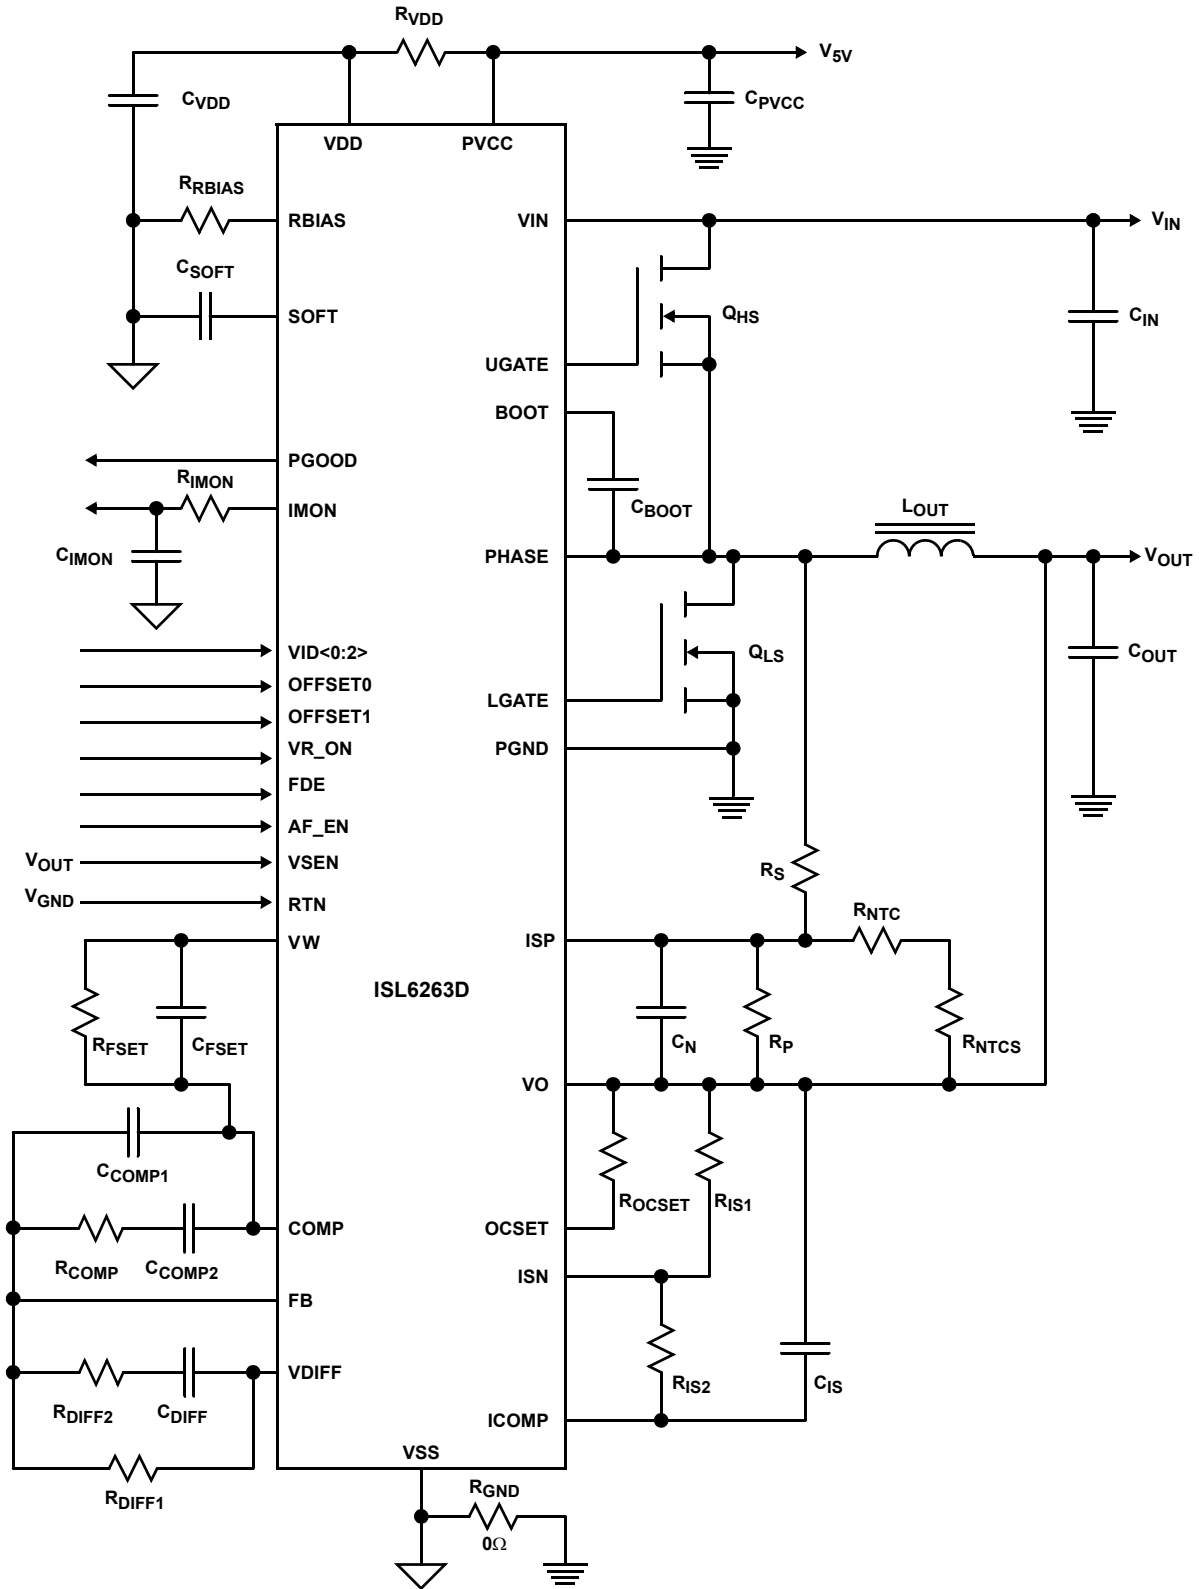 RVDD
V5V
CVDD
CPVCC
VDD
PVCC
RRBIAS
RBIAS
VIN
VIN
CSOFT
SOFT
QHS
CIN
UGATE
BOOT
PGOOD
RIMON
IMON
CBOOT
LOUT
CIMON
PHASE
VOUT
VID<0:2>
QLS
COUT
OFFSET0
LGATE
OFFSET1
VR_ON
PGND
FDE
AF_EN
VOUT
VSEN
RS
VGND
RTN
RNTC
VW
ISP
ISL6263D
RFSET
CFSET
CN
RP
RNTCS
VO
CCOMP1
ROCSET
RIS1
COMP
OCSET
RCOMP
CCOMP2
ISN
FB
VDIFF
RIS2
CIS
RDIFF2
CDIFF
ICOMP
VSS
RDIFF1
RGND
0Ω